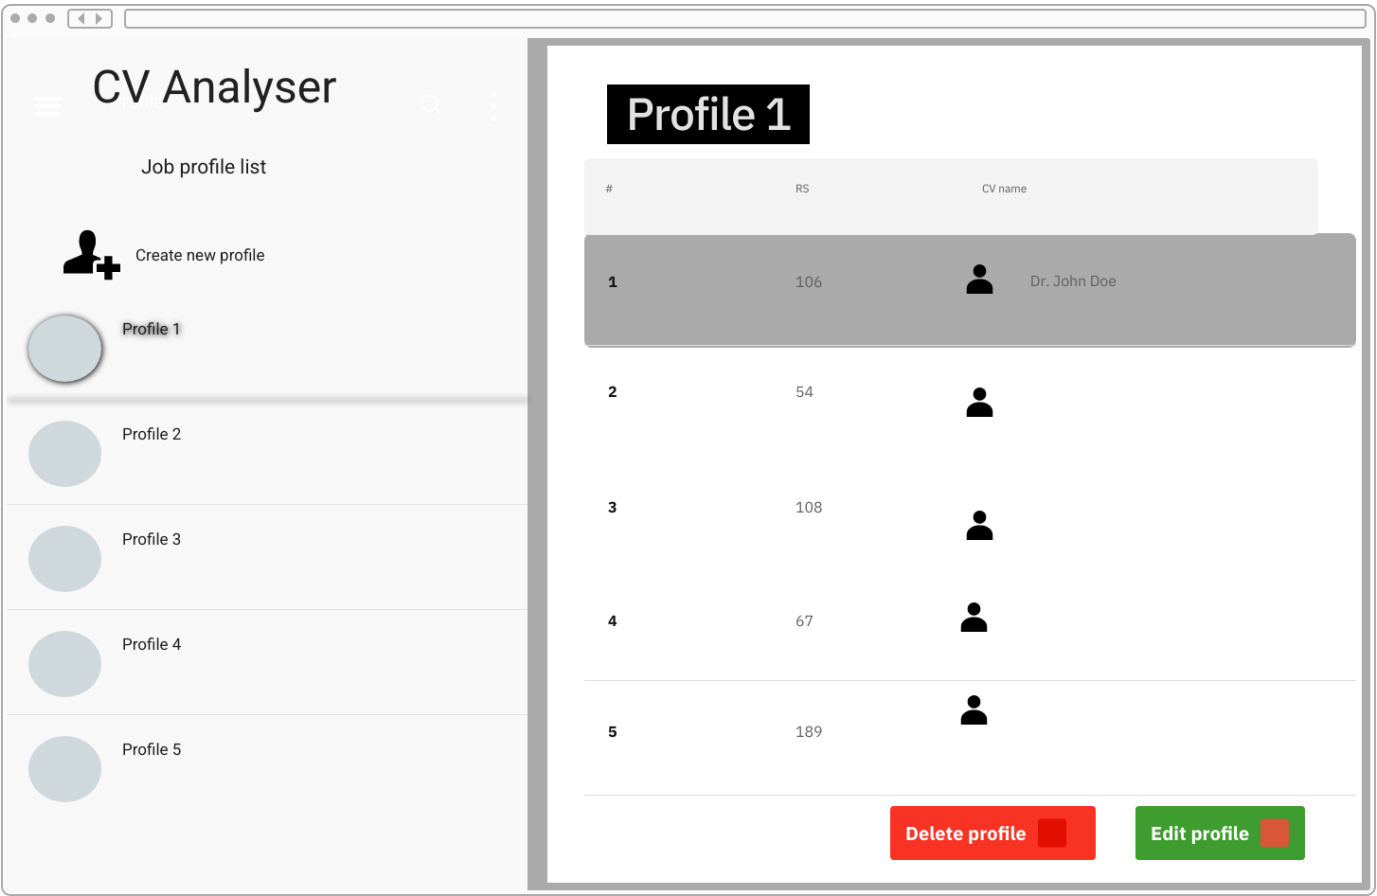 CV Analyser
Job profile list
Create new profile
Profile 1
Profile 2
Profile 3
Profile 4
Profile 5
Profile 1
# RS CV name
1 106 Dr. John Doe
2 54
3 108
4 67
5 189
Delete profile Edit profile